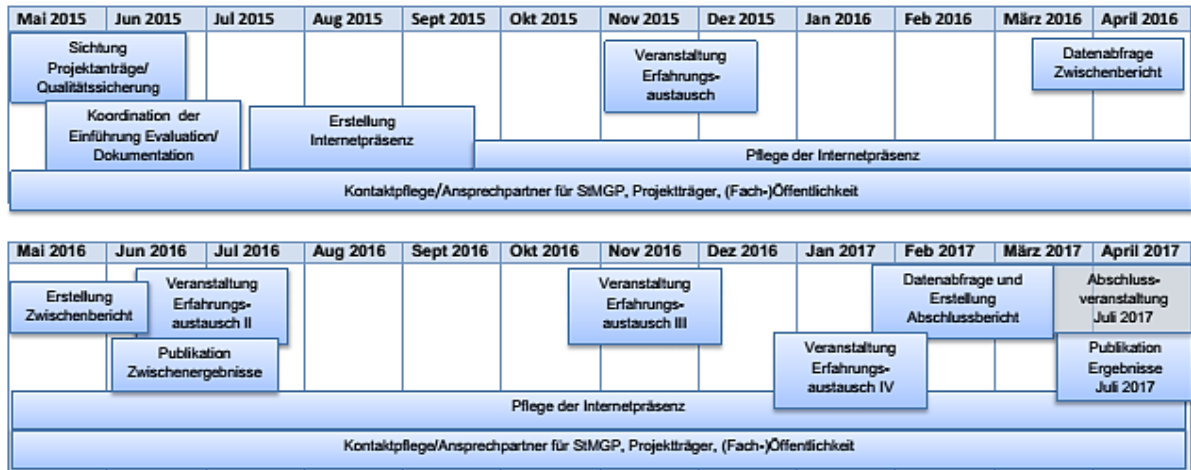 Mai 2015 Jun 2015 Jul 2015 Aug 2015 Sept 2015 Okt 2015 Nov 2015 Dez 2015 Jan 2016 Feb 2016 März 2016 April 2016
Sichtung
Projektanträge/
Qualitätssicherung
Koordination der
Einführung Evaluation/
Dokumentation
Erstellung
Internetpräsenz
Veranstaltung
Erfahrungs-
austausch
Datenabfrage
Zwischenbericht
Pflege der Internetpräsenz
Kontaktpflege/Ansprechpartner für StMGP, Projektträger, (Fach-)Öffentlichkeit
Mai 2016 Jun 2016 Jul 2016 Aug 2016 Sept 2016 Okt 2016 Nov 2016 Dez 2016 Jan 2017 Feb 2017 März 2017 April 2017
Erstellung
Zwischenbericht
Veranstaltung
Erfahrungs-
austausch II
Publikation
Zwischenergebnisse
Veranstaltung
Erfahrungs-
austausch III
Veranstaltung
Erfahrungs-
austausch IV
Datenabfrage und
Erstellung
Abschlussbericht
Abschluss-
veranstaltung
Juli 2017
Publikation
Ergebnisse
Juli 2017
Pflege der Internetpräsenz
Kontaktpflege/Ansprechpartner für StMGP, Projektträger, (Fach-)Öffentlichkeit